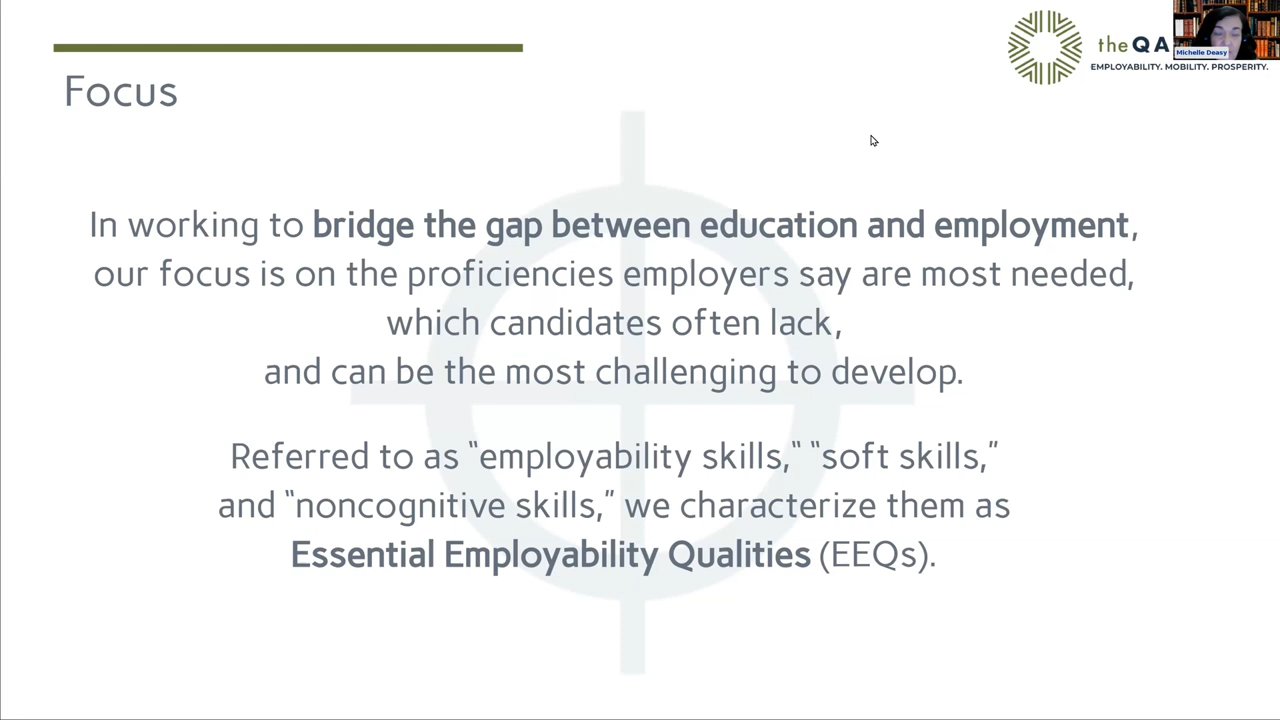 theQA
Michelle Deasy
EMPLOYABILITY. MOBILITY. PROSPERITY.
Focus
In working to bridge the gap between education and employment,
our focus is on the proficiencies employers say are most needed,
which candidates often lack,
and can be the most challenging to develop.
Referred to as “employability skills,“ “soft skills,”
and “noncognitive skills,” we characterize them as
Essential Employability Qualities (EEQs).